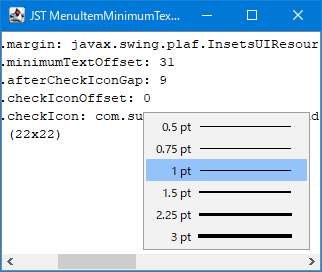 JST MenuItemMinimumTex...
.margin: javax.swing.plaf.InsetsUIResour
.minimumTextOffset: 31
.afterCheckIconGap: 9
.checkIconOffset: 0
.checkIcon: com.su
(22x22)
0.5 pt
0.75 pt
1 pt
1.5 pt
2.25 pt
3 pt